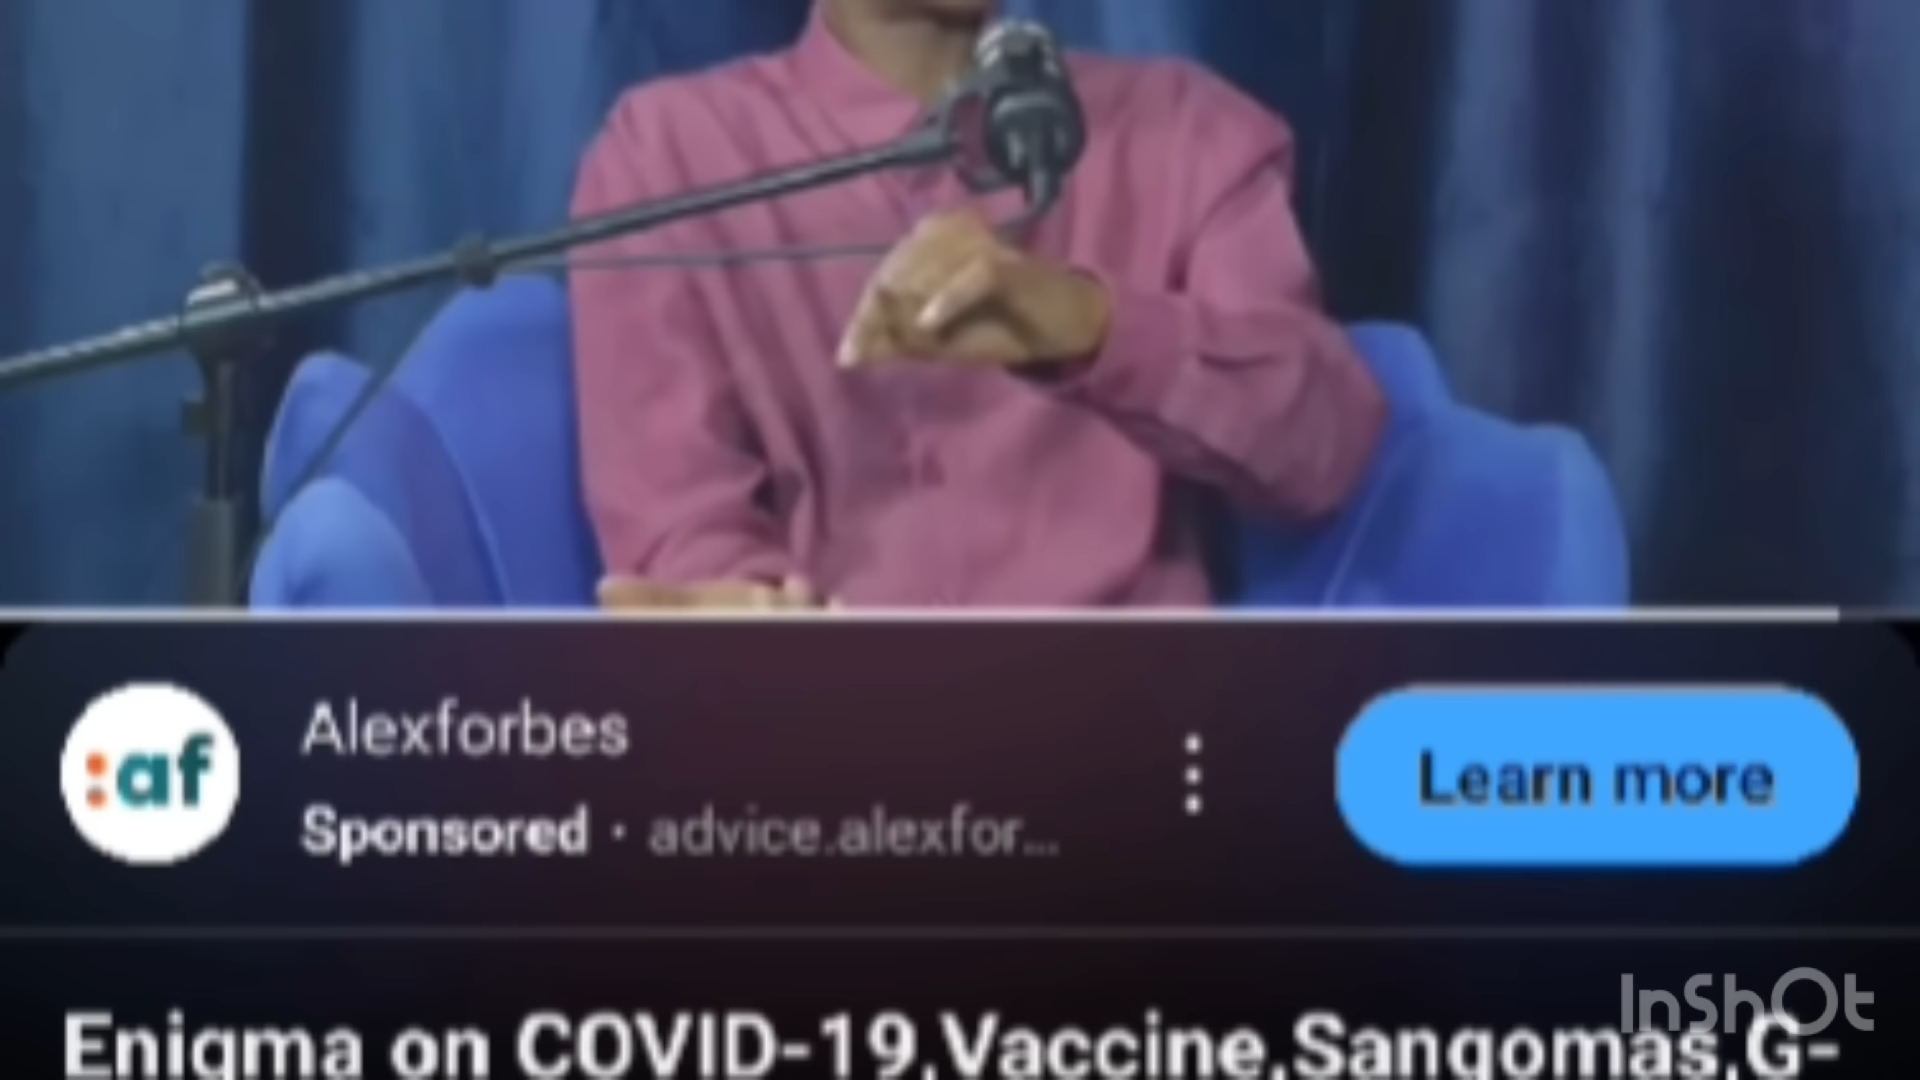 :af
Alexforbes
Sponsored · advice.alexfor...
Learn more
InShOt
Enigma on COVID-19,Vaccine,Sangomas,G-